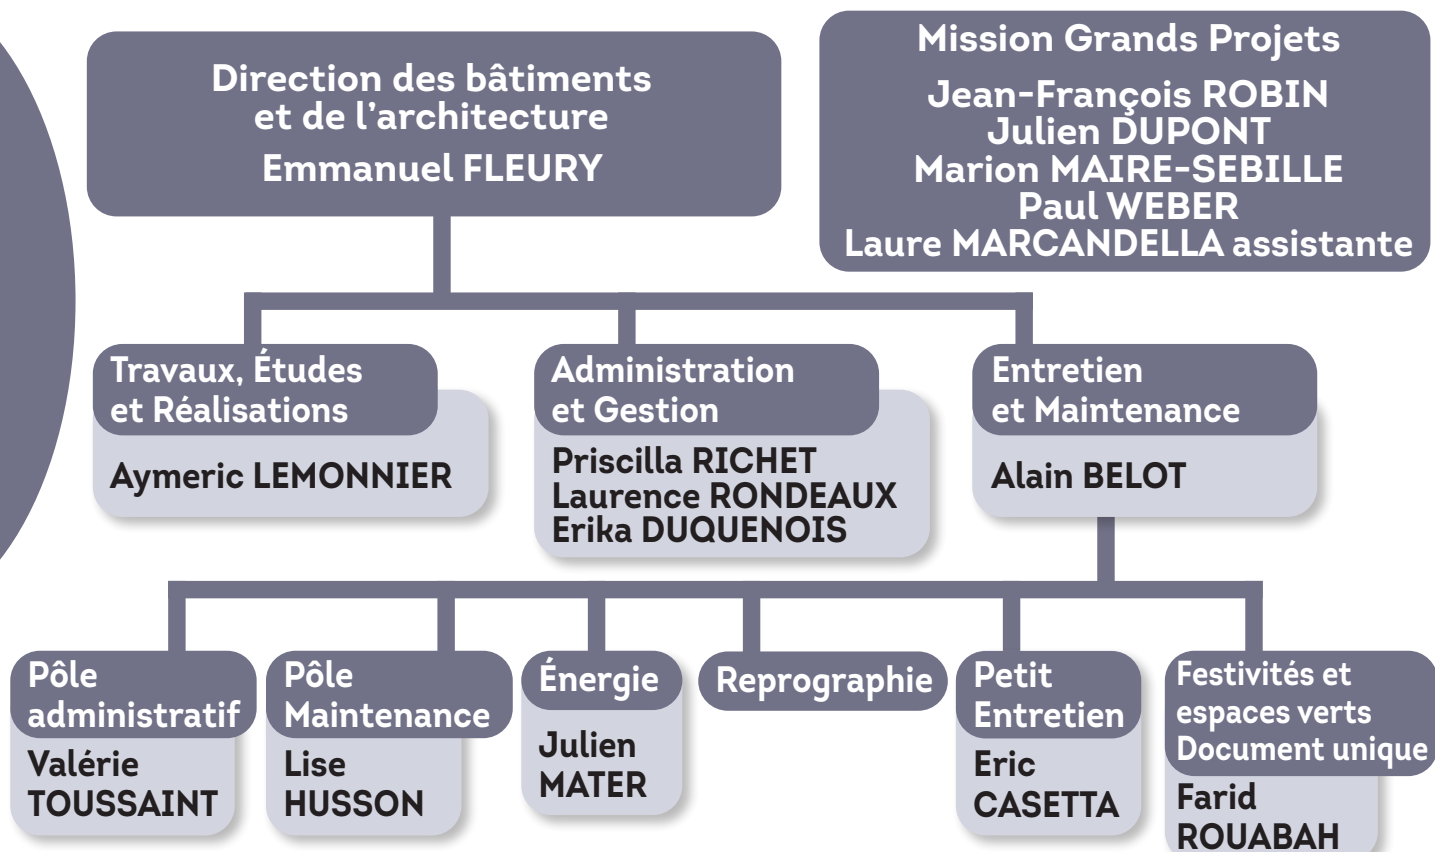 Direction des bâtiments
et de l'architecture
Emmanuel FLEURY
Mission Grands Projets
Jean-François ROBIN
Julien DUPONT
Marion MAIRE-SEBILLE
Paul WEBER
Laure MARCANDELLA assistante
Travaux, Études
et Réalisations
Aymeric LEMONNIER
Administration
et Gestion
Priscilla RICHET
Laurence RONDEAUX
Erika DUQUENOIS
Entretien
et Maintenance
Alain BELOT
Pôle
administratif
Valérie
TOUSSAINT
Pôle
Maintenance
Lise
HUSSON
Énergie
Julien
MATER
Reprographie
Petit
Entretien
Eric
CASETTA
Festivités et
espaces verts
Document unique
Farid
ROUABAH